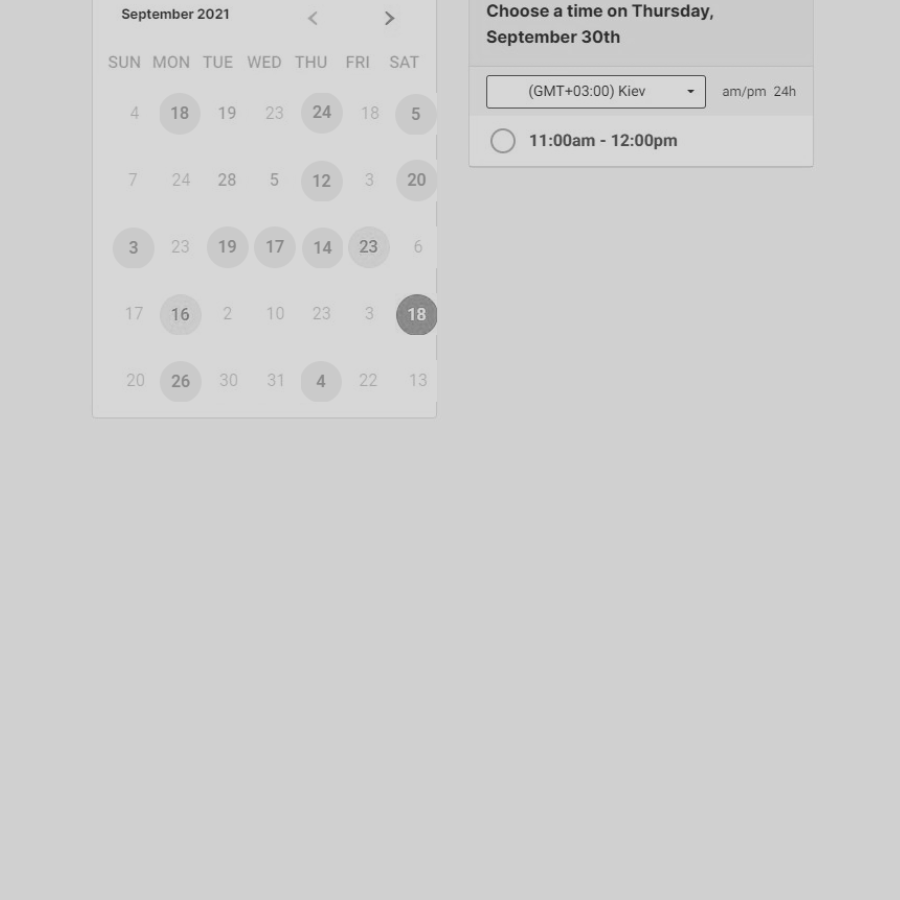 September 2021
SUN MON TUE WED THU FRI SAT
4 18 19 23 24 18 5
7 24 28 5 12 3 20
3 23 19 17 14 23 6
17 16 2 10 23 3 18
20 26 30 31 4 22 13
Choose a time on Thursday,
September 30th
(GMT+03:00) Kiev am/pm 24h
11:00am - 12:00pm